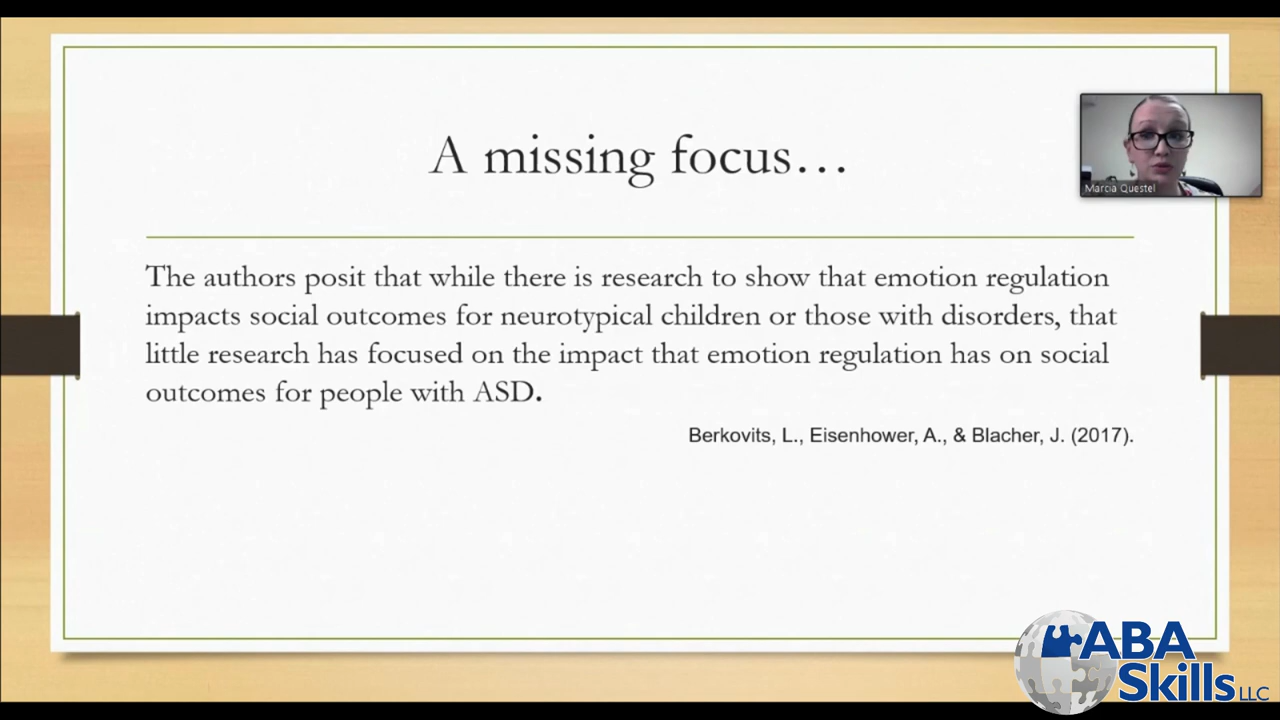 A missing focus…
Marcia Questel
The authors posit that while there is research to show that emotion regulation
impacts social outcomes for neurotypical children or those with disorders, that
little research has focused on the impact that emotion regulation has on social
outcomes for people with ASD.
Berkovits, L., Eisenhower, A., & Blacher, J. (2017).
ABA
Skills LLC